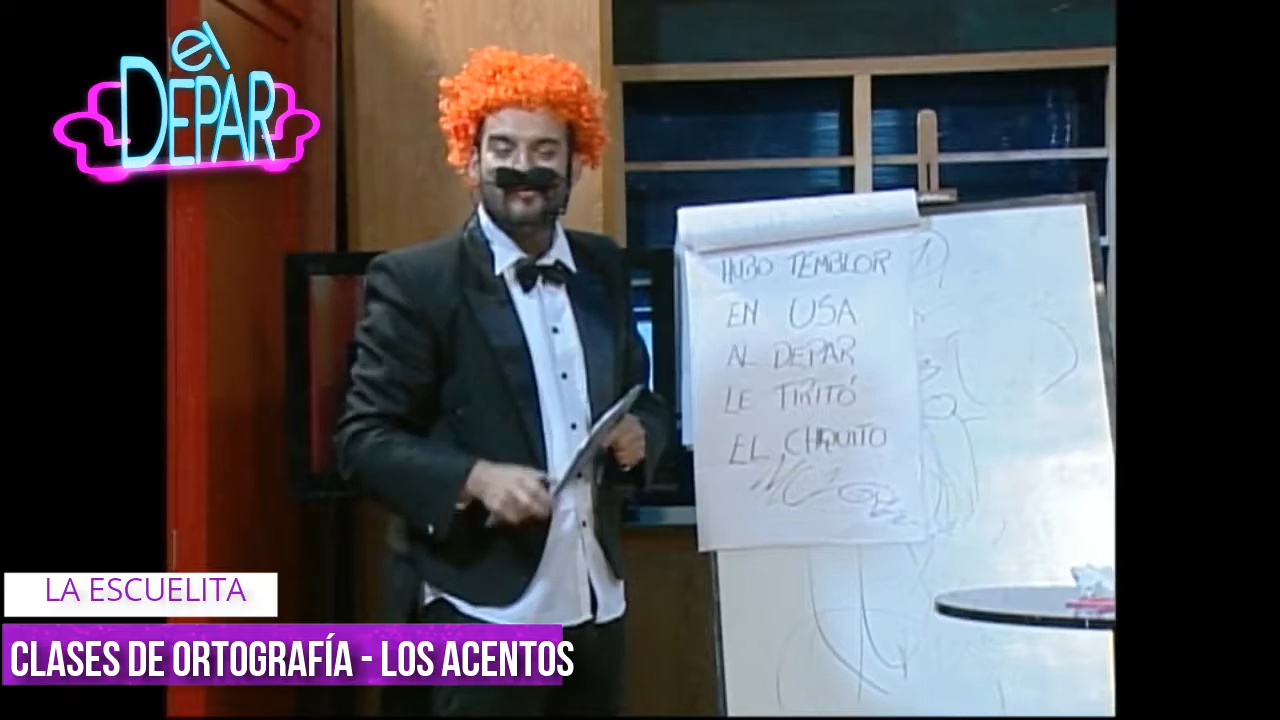 el
DEPAR
HUBO TEMBLOR
EN USA
AL DEPAR
LE TIRITÓ
EL CHIQUITO
LA ESCUELITA
CLASES DE ORTOGRAFÍA - LOS ACENTOS